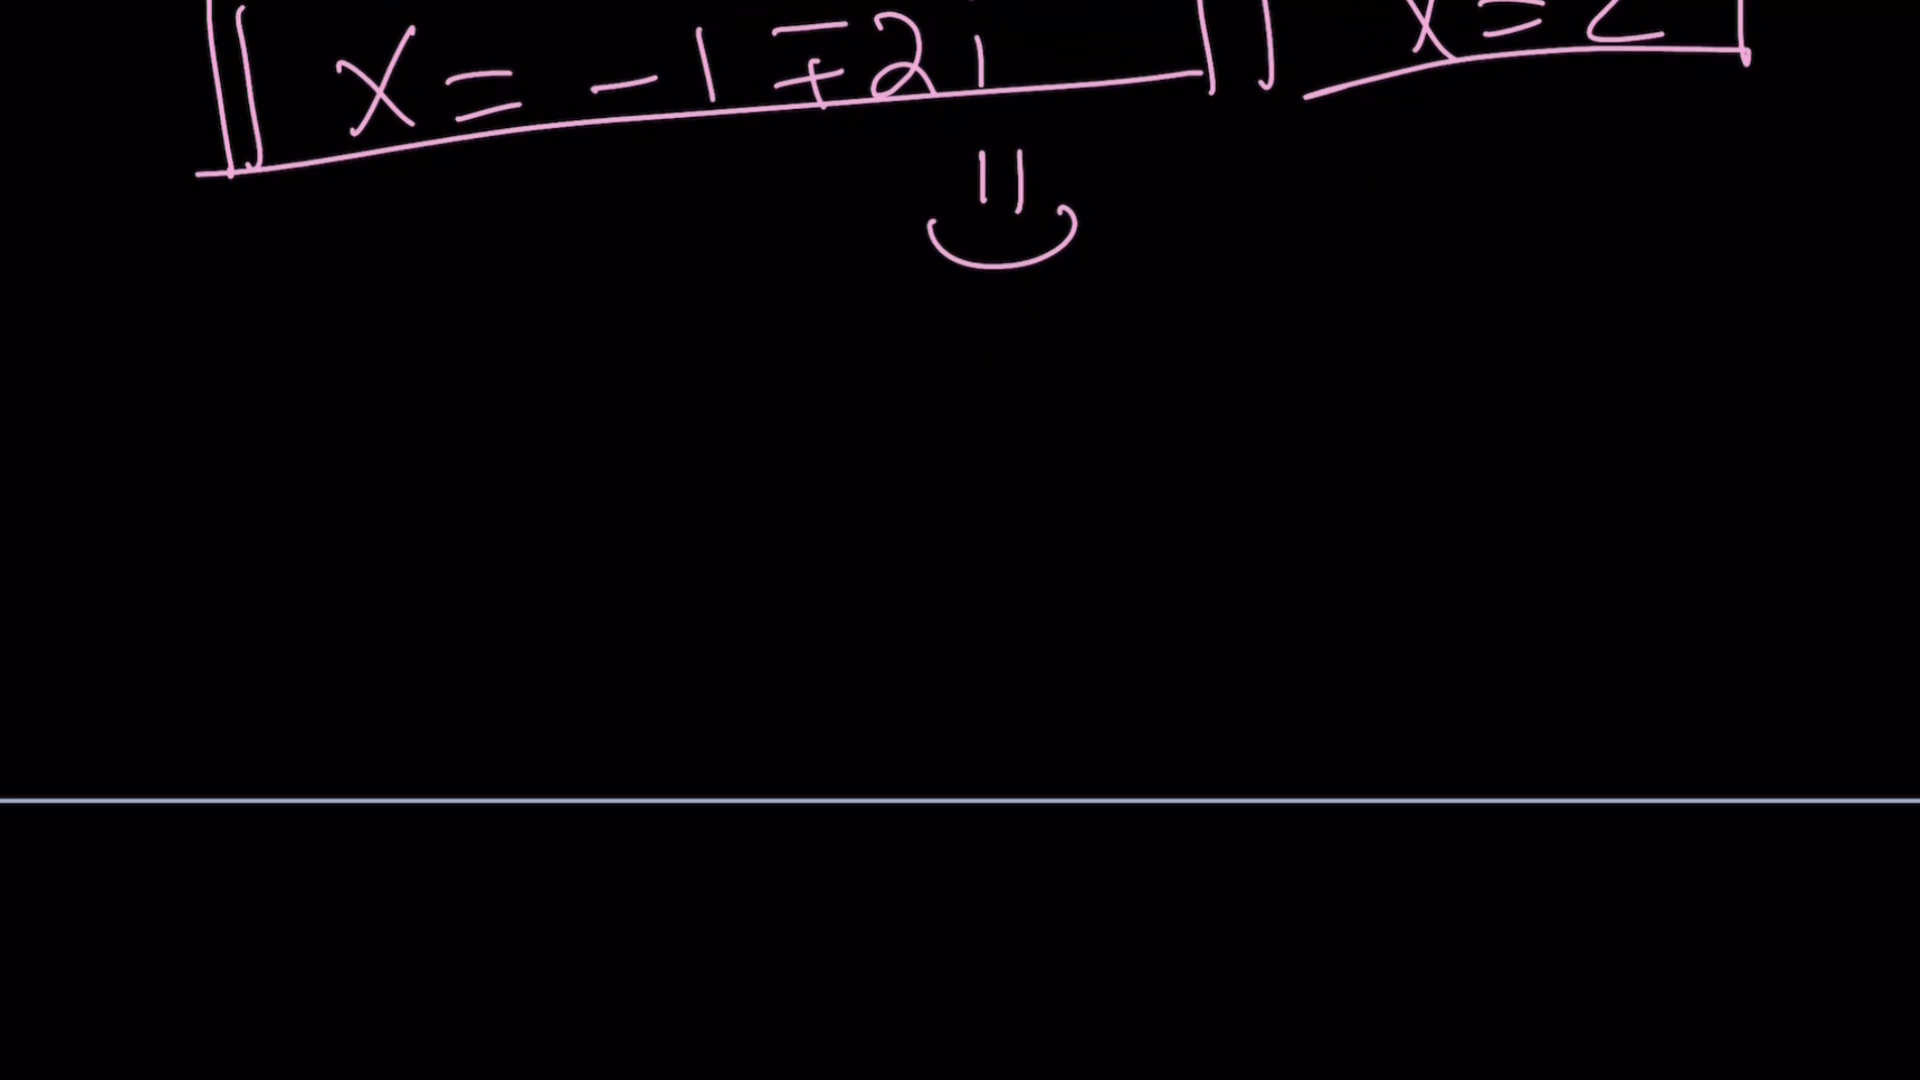 x = -1 ∓ 2i
x = 2